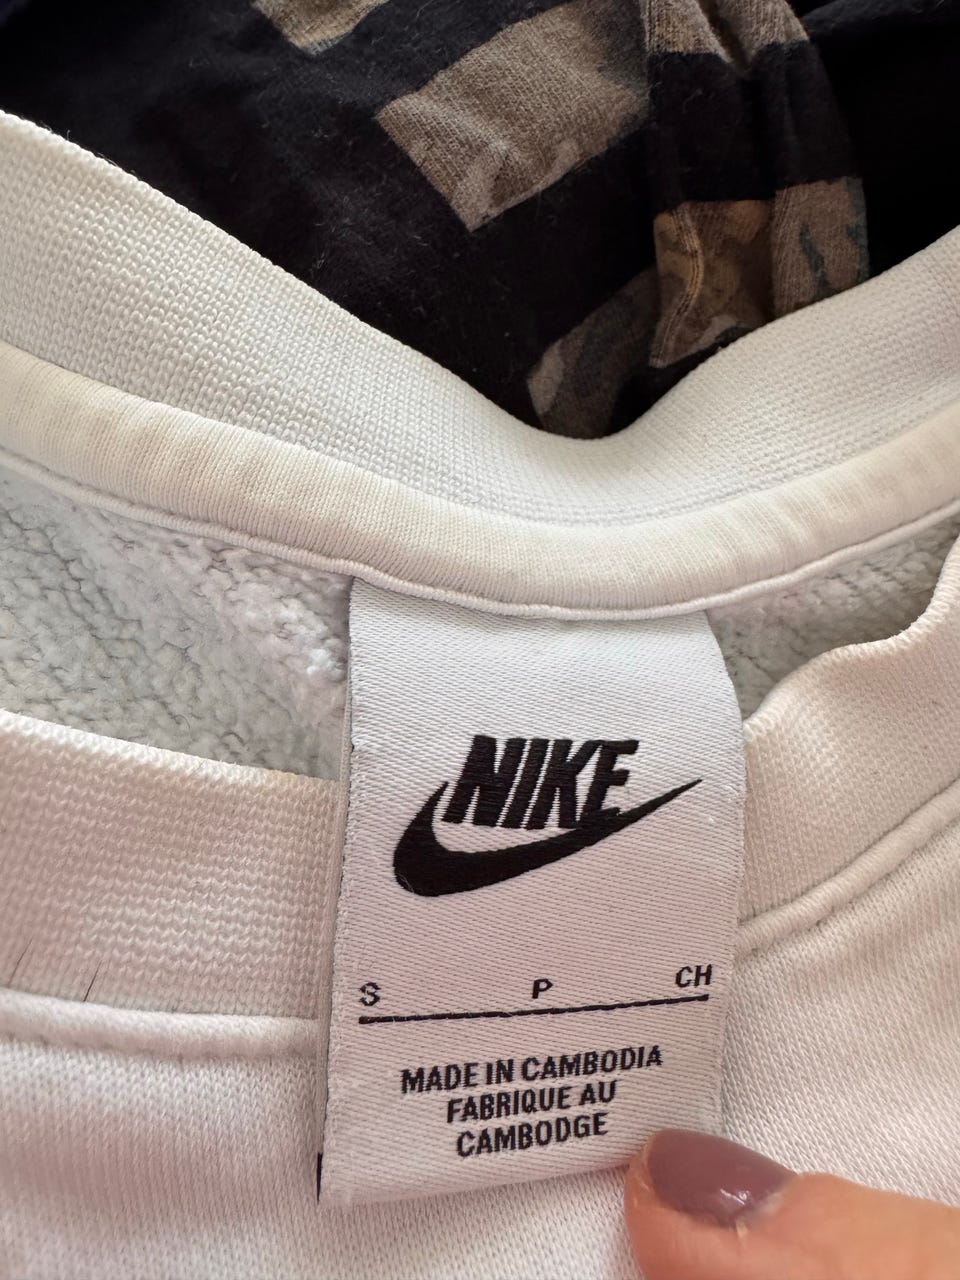 NIKE
S P CH
MADE IN CAMBODIA
FABRIQUE AU
CAMBODGE